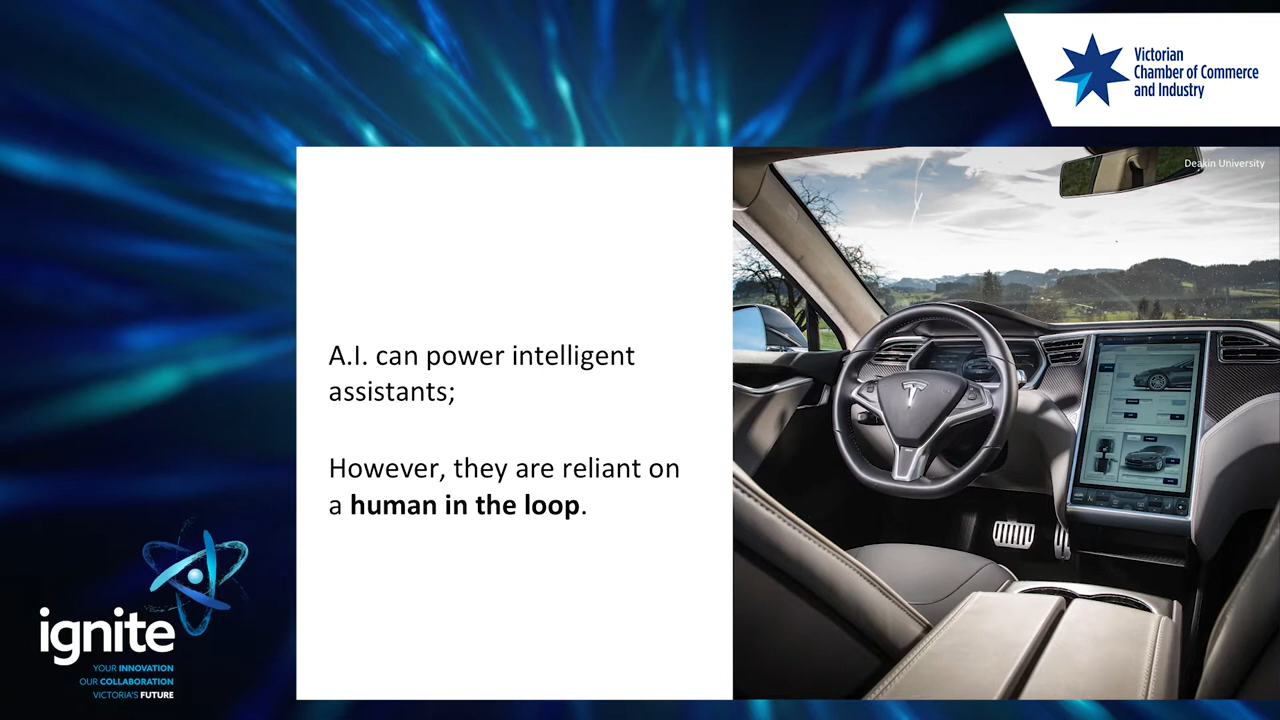 Victorian
Chamber of Commerce
and Industry
Deakin University
A.I. can power intelligent
assistants;
However, they are reliant on
a human in the loop.
ignite
YOUR INNOVATION
OUR COLLABORATION
VICTORIA'S FUTURE